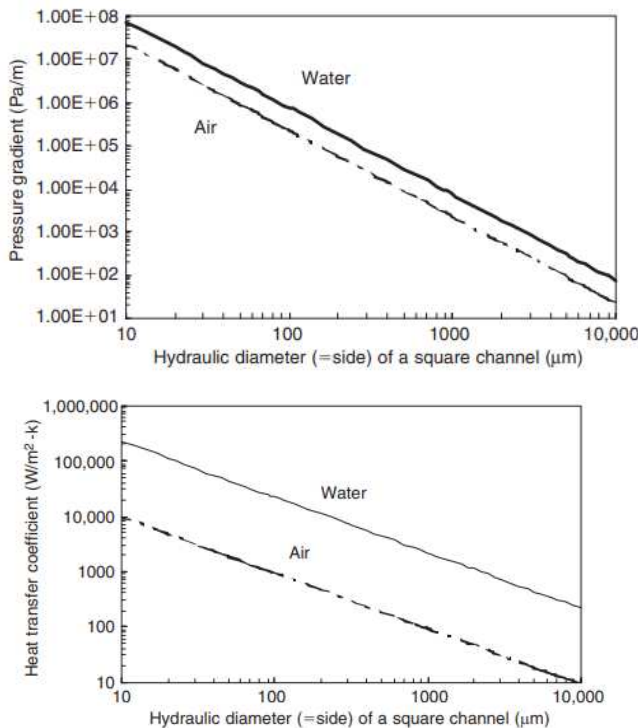 Pressure gradient (Pa/m)
1.00E+08
1.00E+07
1.00E+06
1.00E+05
1.00E+04
1.00E+03
1.00E+02
1.00E+01
Water
Air
10
100
1000
10,000
Hydraulic diameter (=side) of a square channel (μm)
Heat transfer coefficient (W/m²-k)
1,000,000
100,000
10,000
1000
100
10
Water
Air
10
100
1000
10,000
Hydraulic diameter (=side) of a square channel (μm)